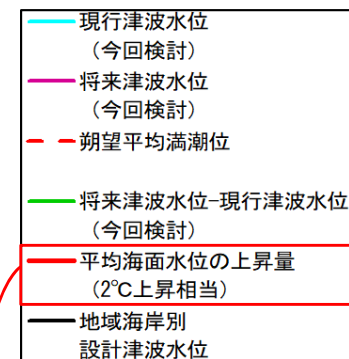 現行津波水位
（今回検討）
将来津波水位
（今回検討）
朔望平均満潮位
将来津波水位-現行津波水位
（今回検討）
平均海面水位の上昇量
（2℃上昇相当）
地域海岸別
設計津波水位